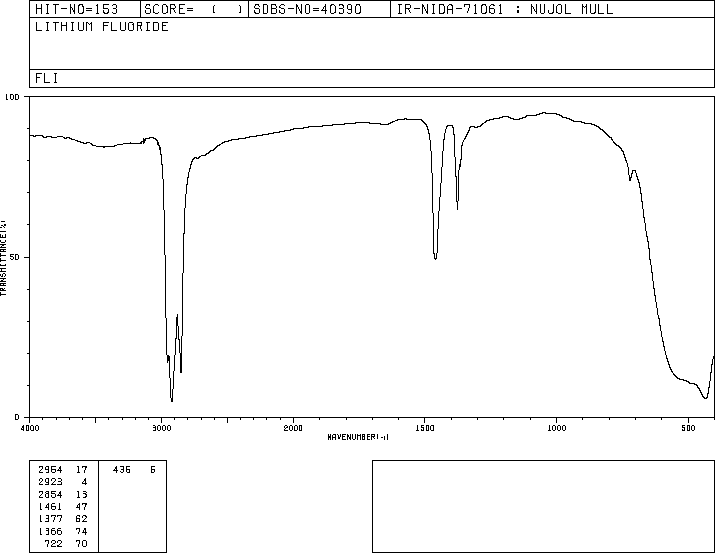 HIT-NO=153 SCORE= ( ) SDBS-NO=40390 IR-NIDA-71061 : NUJOL MULL
LITHIUM FLUORIDE
FLI
100
50
0
TRANSMITTANCE(%)
4000 3000 2000 1500 1000 500
WAVENUMBER(-1)
2964 17 436 6
2923 4
2854 13
1461 47
1377 62
1366 74
722 70